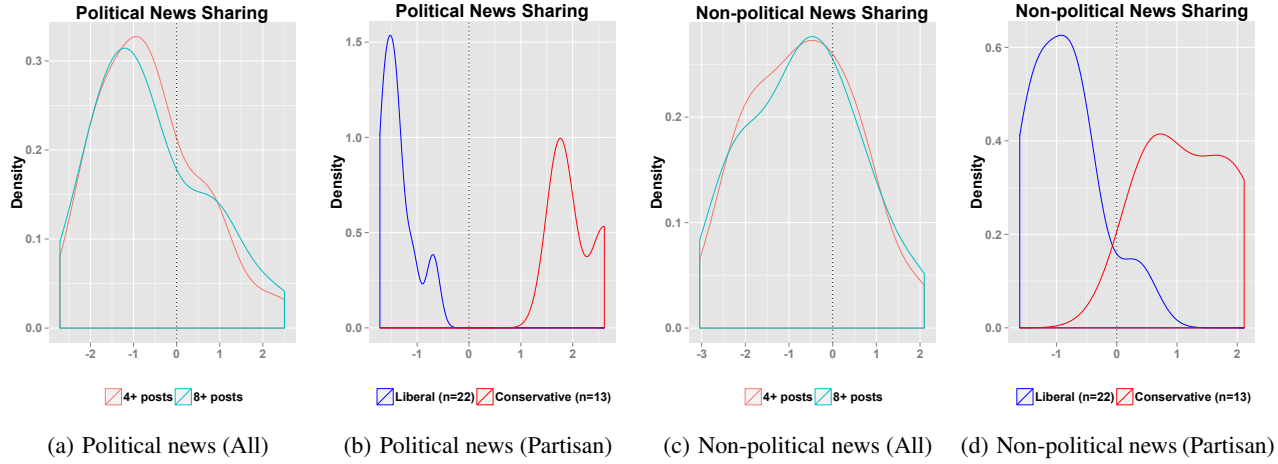 Political News Sharing
0.3
0.2
0.1
0.0
Density
-2 -1 0 1 2
4+ posts 8+ posts
(a) Political news (All)
Political News Sharing
1.5
1.0
0.5
0.0
Density
-1 0 1 2
Liberal (n=22) Conservative (n=13)
(b) Political news (Partisan)
Non-political News Sharing
0.2
0.1
0.0
Density
-3 -2 -1 0 1 2
4+ posts 8+ posts
(c) Non-political news (All)
Non-political News Sharing
0.6
0.4
0.2
0.0
Density
-1 0 1 2
Liberal (n=22) Conservative (n=13)
(d) Non-political news (Partisan)